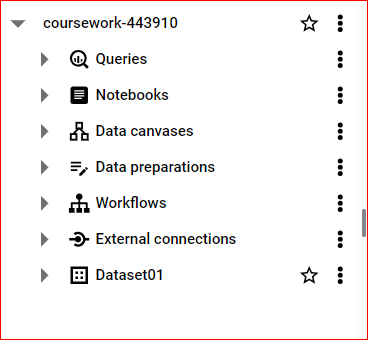 coursework-443910
Queries
Notebooks
Data canvases
Data preparations
Workflows
External connections
Dataset01